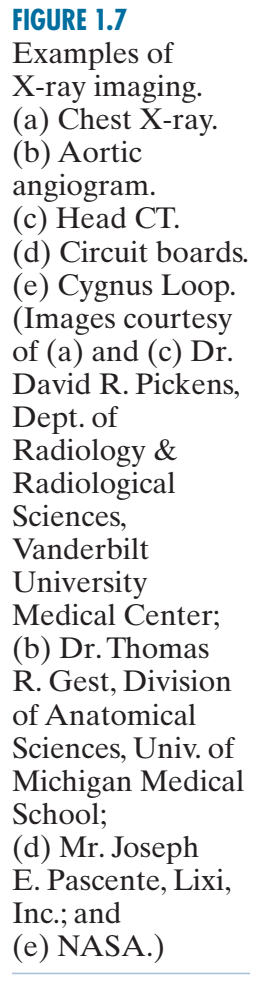 FIGURE 1.7
Examples of
X-ray imaging.
(a) Chest X-ray.
(b) Aortic
angiogram.
(c) Head CT.
(d) Circuit boards.
(e) Cygnus Loop.
(Images courtesy
of (a) and (c) Dr.
David R. Pickens,
Dept. of
Radiology &
Radiological
Sciences,
Vanderbilt
University
Medical Center;
(b) Dr. Thomas
R. Gest, Division
of Anatomical
Sciences, Univ. of
Michigan Medical
School;
(d) Mr. Joseph
E. Pascente, Lixi,
Inc.; and
(e) NASA.)